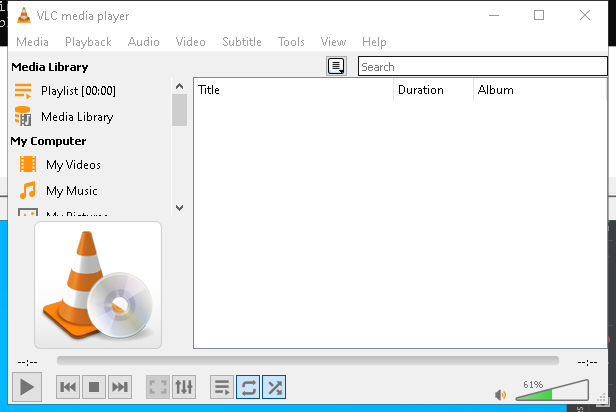 VLC media player
Media Playback Audio Video Subtitle Tools View Help
Media Library
Search
Playlist [00:00]
Title Duration Album
Media Library
My Computer
My Videos
My Music
My Pictures
--:-- --:--
61%